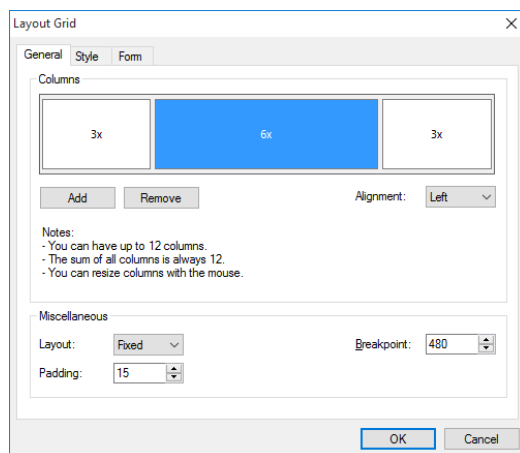 Layout Grid
General Style Form
Columns
3x 6x 3x
Add Remove Alignment: Left
Notes:
- You can have up to 12 columns.
- The sum of all columns is always 12.
- You can resize columns with the mouse.
Miscellaneous
Layout: Fixed Breakpoint: 480
Padding: 15
OK Cancel